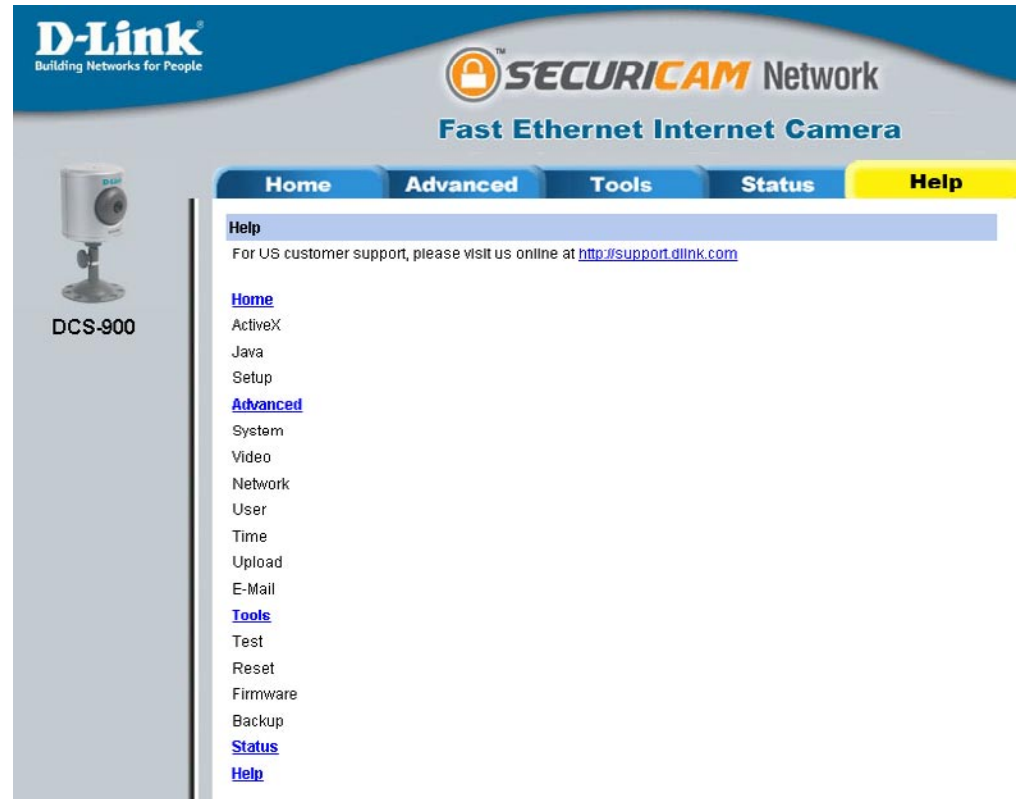 D-Link®
Building Networks for People
SECURICAM™ Network
Fast Ethernet Internet Camera
Home Advanced Tools Status Help
DCS-900
Help
For US customer support, please visit us online at http://support.dlink.com
Home
ActiveX
Java
Setup
Advanced
System
Video
Network
User
Time
Upload
E-Mail
Tools
Test
Reset
Firmware
Backup
Status
Help